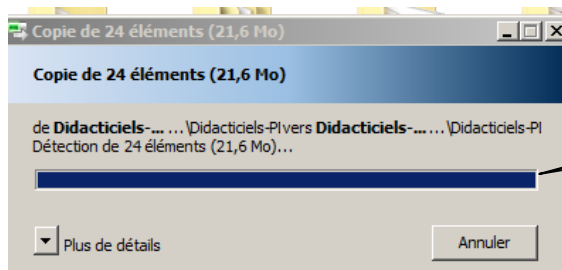 Copie de 24 éléments (21,6 Mo)
Copie de 24 éléments (21,6 Mo)
de Didacticiels-... ...\Didacticiels-PIvers Didacticiels-... ...\Didacticiels-PI
Détection de 24 éléments (21,6 Mo)...
Plus de détails
Annuler